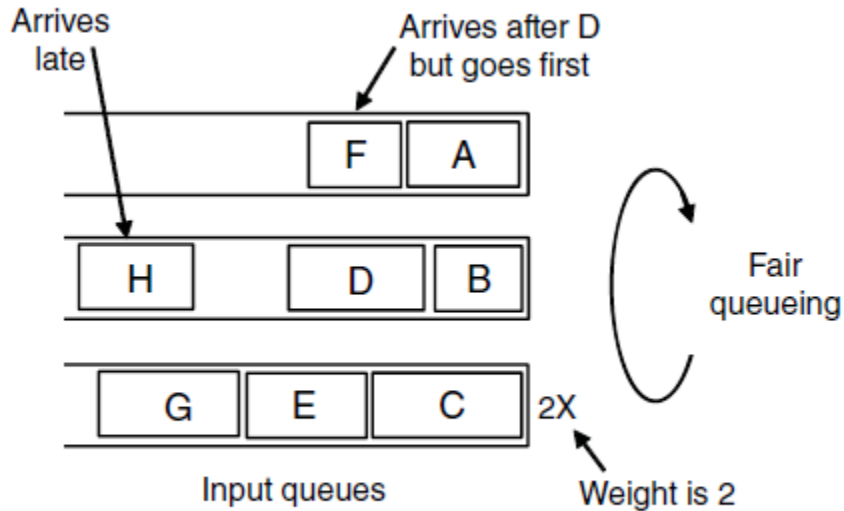 Arrives
late
Arrives after D
but goes first
F A
H D B
G E C 2X
Fair
queueing
Input queues
Weight is 2